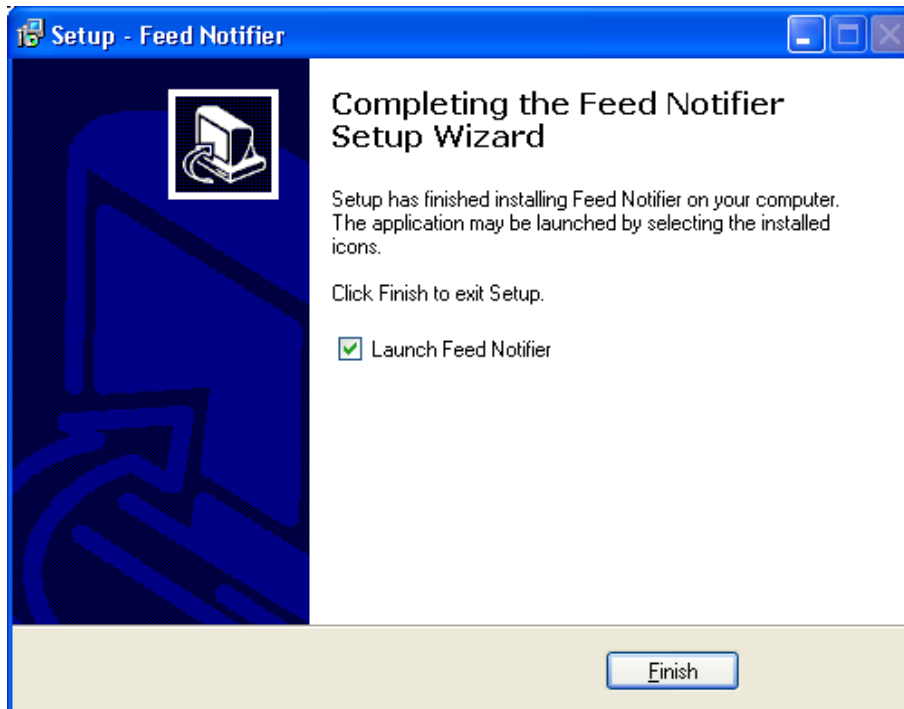 Setup - Feed Notifier
Completing the Feed Notifier
Setup Wizard
Setup has finished installing Feed Notifier on your computer.
The application may be launched by selecting the installed
icons.
Click Finish to exit Setup.
Launch Feed Notifier
Finish